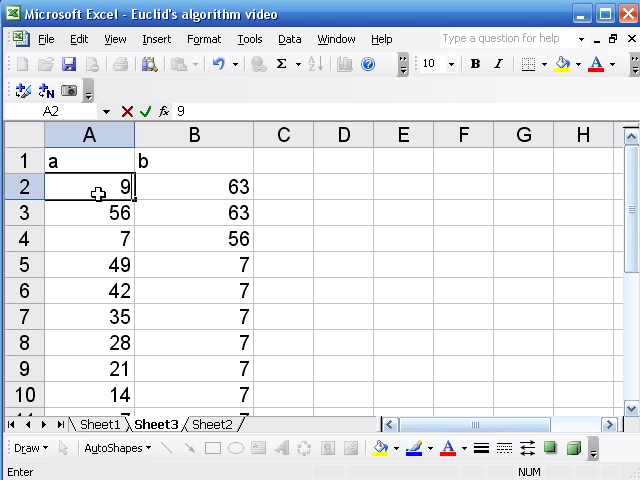 Microsoft Excel - Euclid's algorithm video
File Edit View Insert Format Tools Data Window Help Type a question for help
10 B I A
A2 fx 9
A B C D E F G H
1 a b
2 9 63
3 56 63
4 7 56
5 49 7
6 42 7
7 35 7
8 28 7
9 21 7
10 14 7
Sheet1 Sheet3 Sheet2
Draw AutoShapes A A
Enter NUM